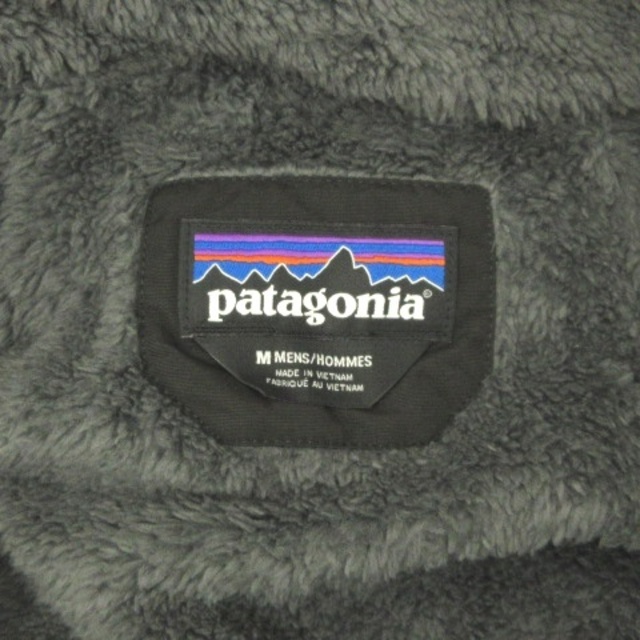 patagonia®
M MENS/HOMMES
MADE IN VIETNAM
FABRIQUÉ AU VIETNAM